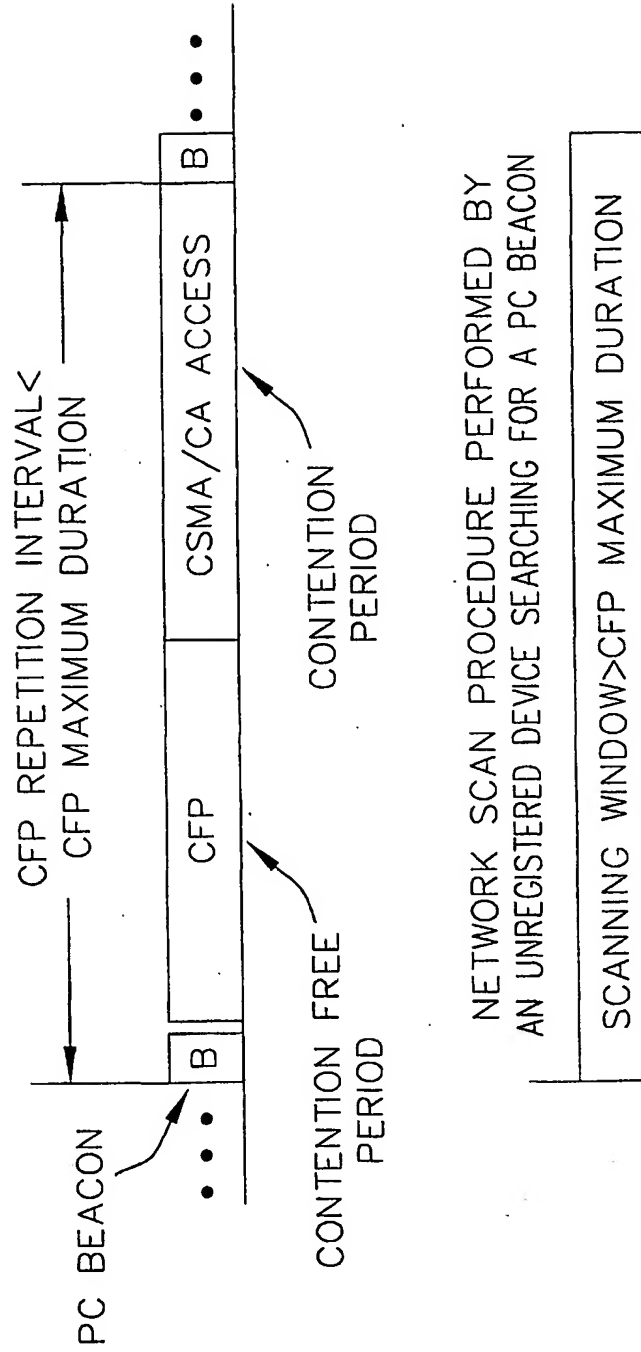 CFP REPETITION INTERVAL<
CFP MAXIMUM DURATION
PC BEACON
B
CFP
CSMA/CA ACCESS
B
CONTENTION FREE
PERIOD
CONTENTION
PERIOD
NETWORK SCAN PROCEDURE PERFORMED BY
AN UNREGISTERED DEVICE SEARCHING FOR A PC BEACON
SCANNING WINDOW>CFP MAXIMUM DURATION